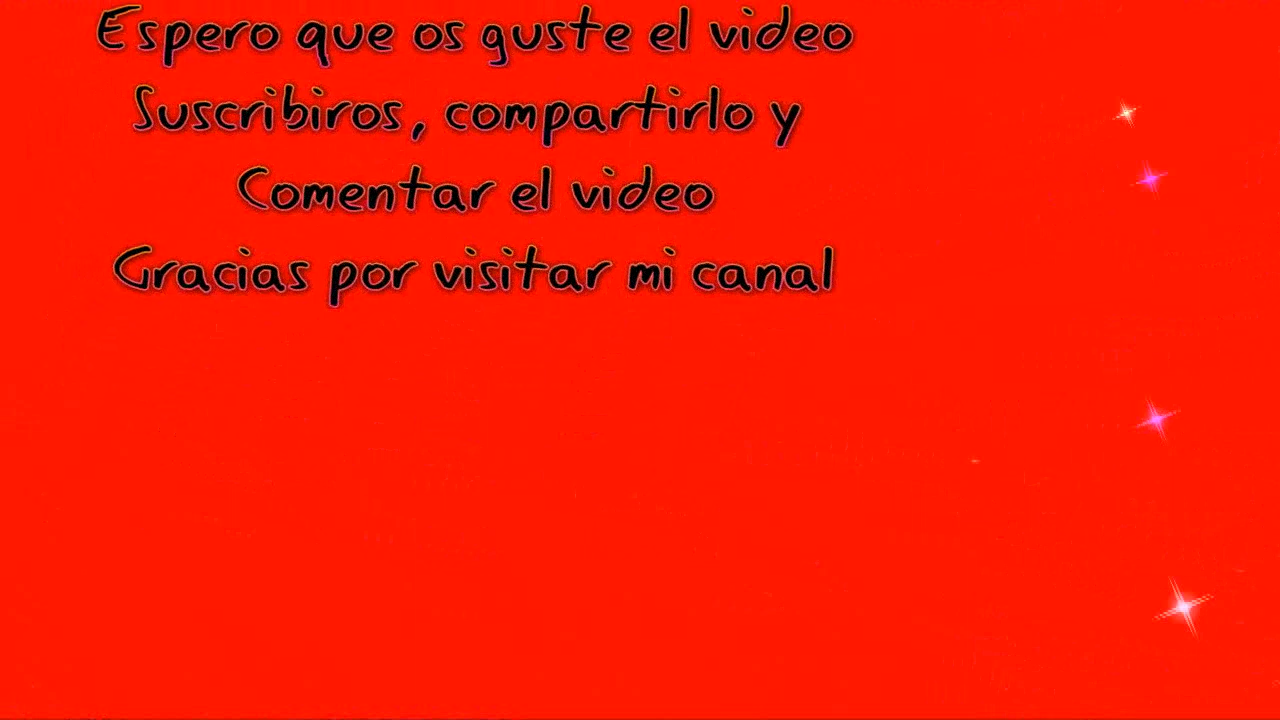 Espero que os guste el video
Suscribiros, compartirlo y
Comentar el video
Gracias por visitar mi canal